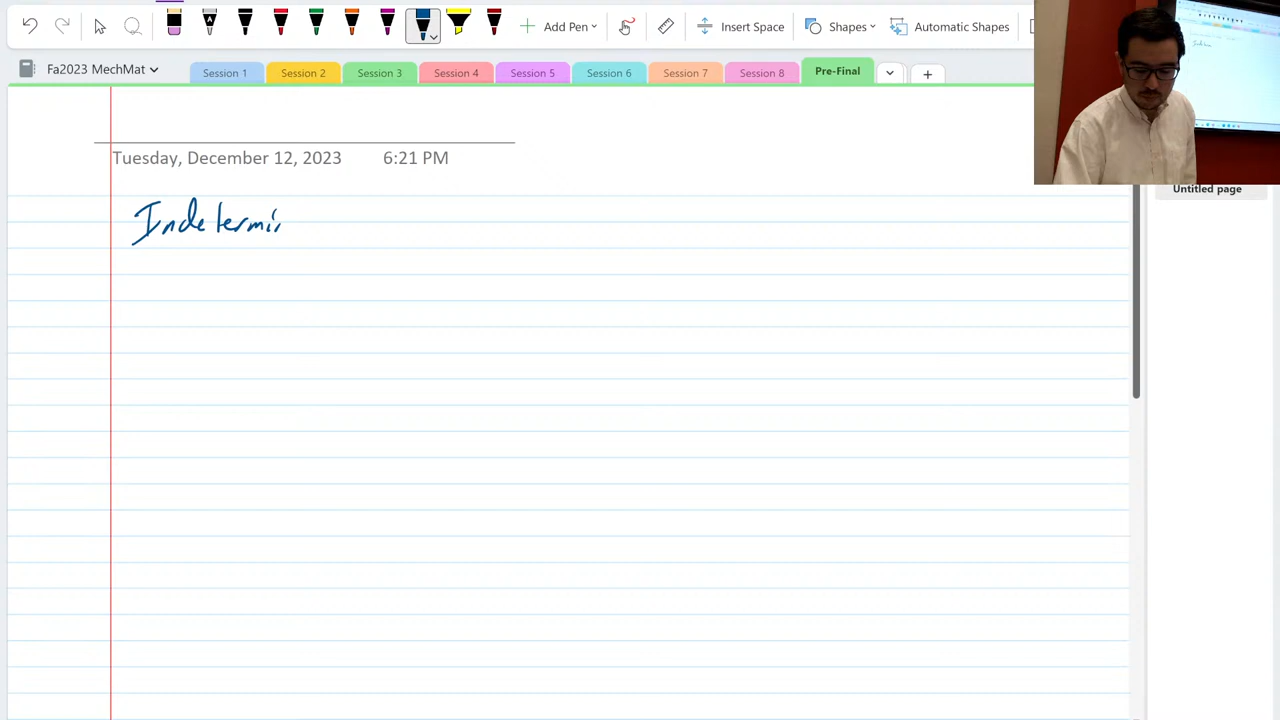 Add Pen
Insert Space
Shapes
Automatic Shapes
Fa2023 MechMat
Session 1
Session 2
Session 3
Session 4
Session 5
Session 6
Session 7
Session 8
Pre-Final
Tuesday, December 12, 2023 6:21 PM
Untitled page
Indetermin